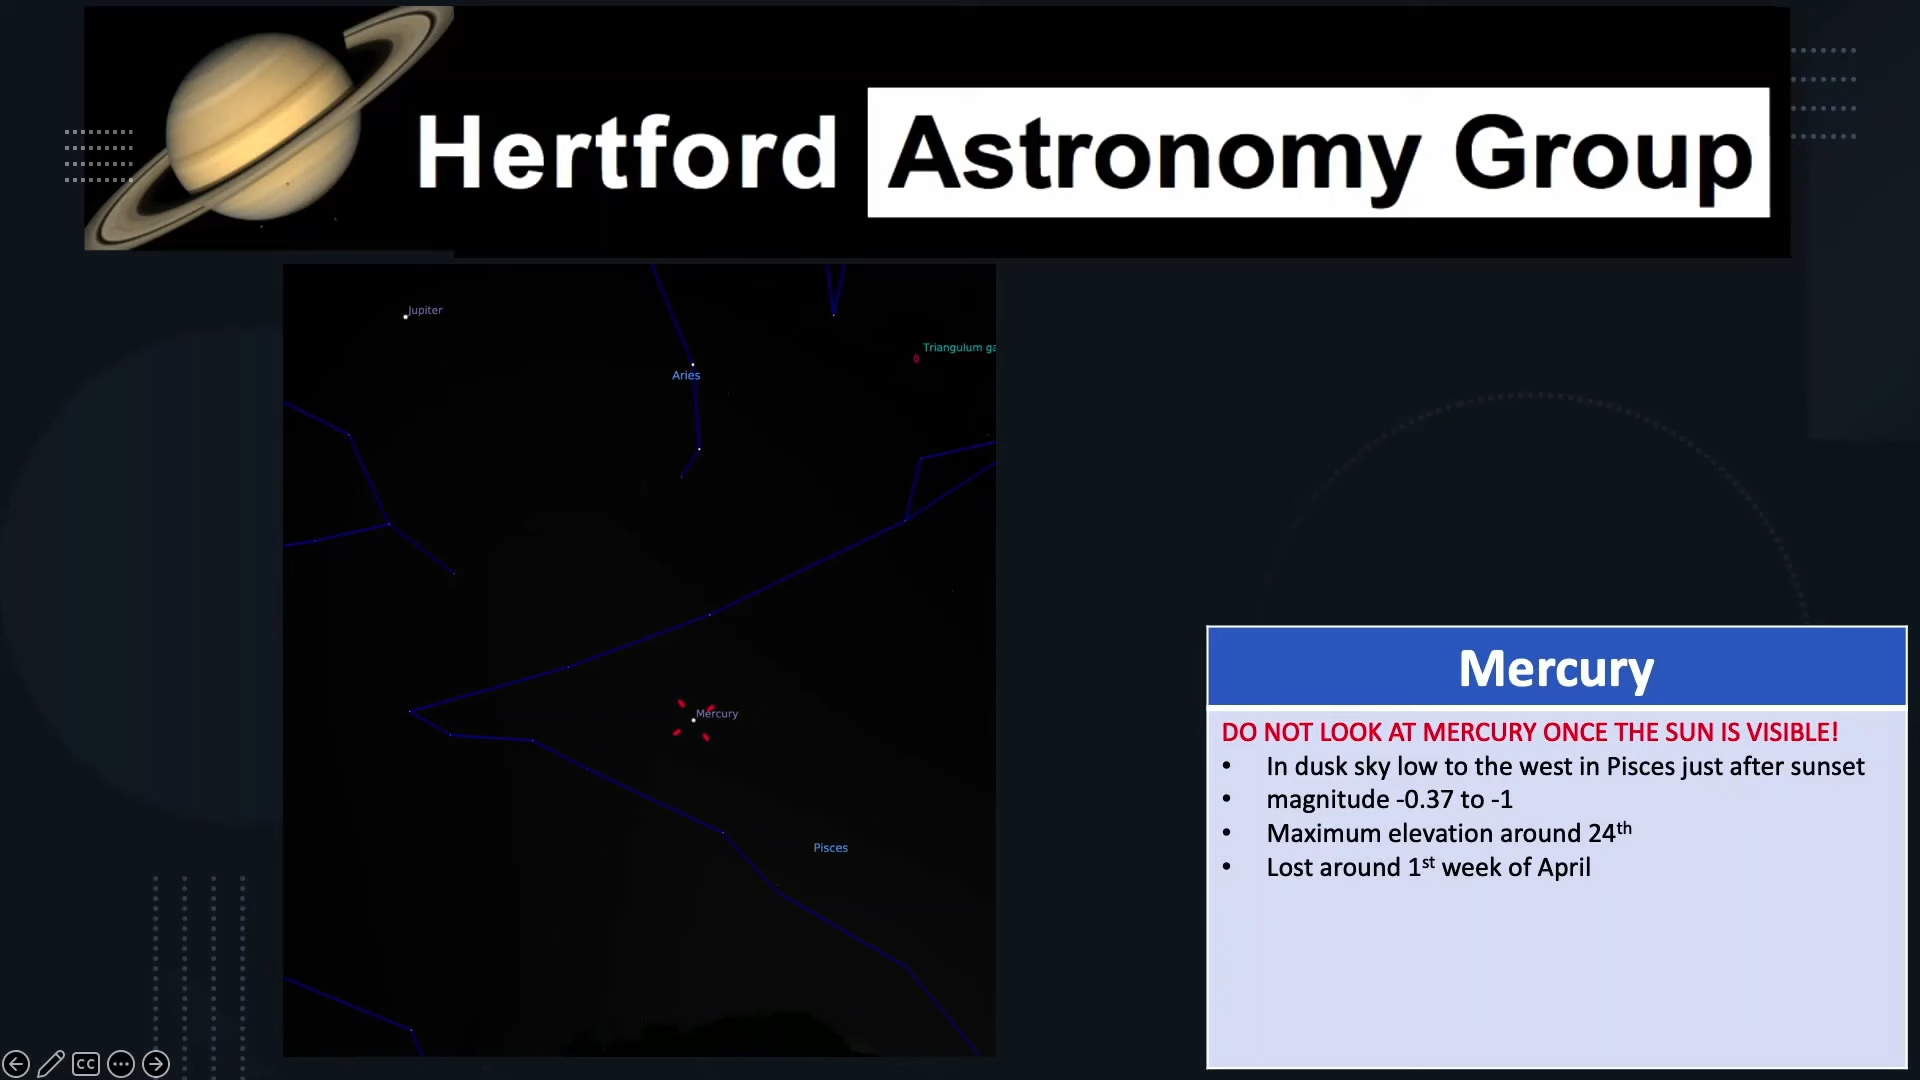 Hertford Astronomy Group
Jupiter
Triangulum ga
Aries
Mercury
Pisces
Mercury
DO NOT LOOK AT MERCURY ONCE THE SUN IS VISIBLE!
• In dusk sky low to the west in Pisces just after sunset
• magnitude -0.37 to -1
• Maximum elevation around 24th
• Lost around 1st week of April
CC